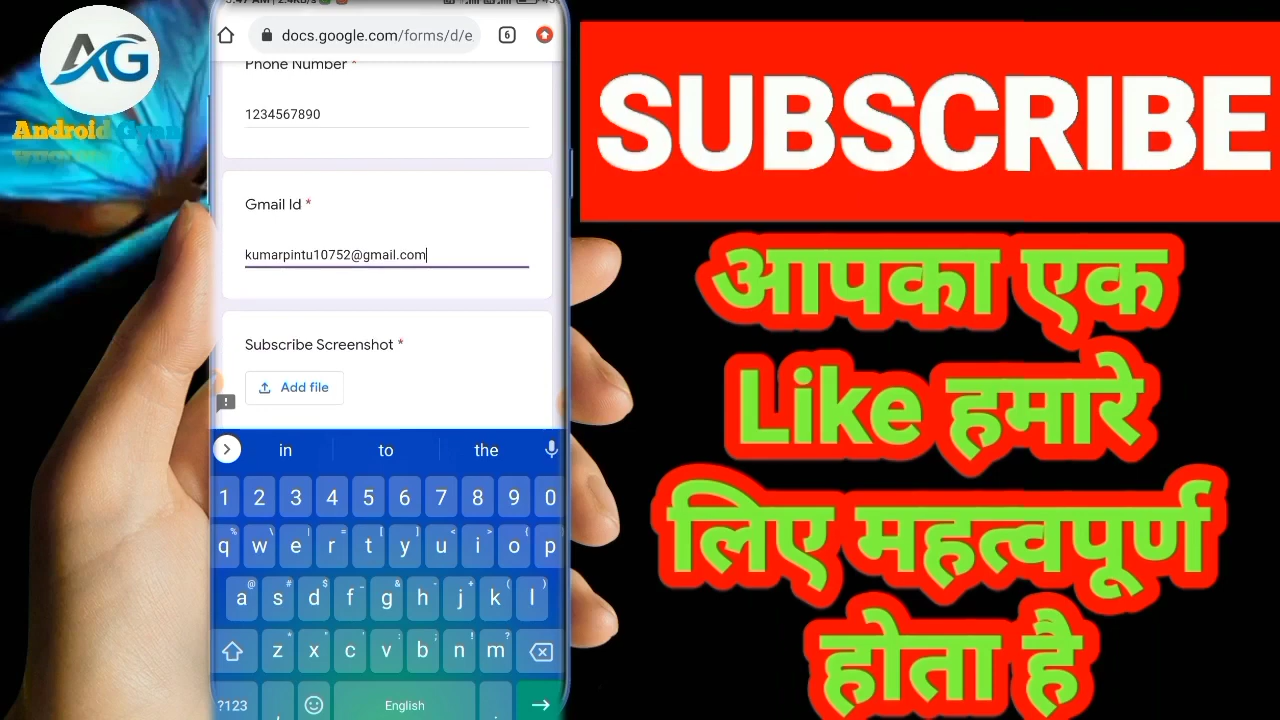 AG
Android Gran
docs.google.com/forms/d/e
6
Phone Number *
1234567890
Gmail Id *
kumarpintu10752@gmail.com
Subscribe Screenshot *
Add file
in to the
1 2 3 4 5 6 7 8 9 0
q w e r t y u i o p
a s d f g h j k l
z x c v b n m
?123 English
SUBSCRIBE
आपका एक
Like हमारे
लिए महत्वपूर्ण
होता है